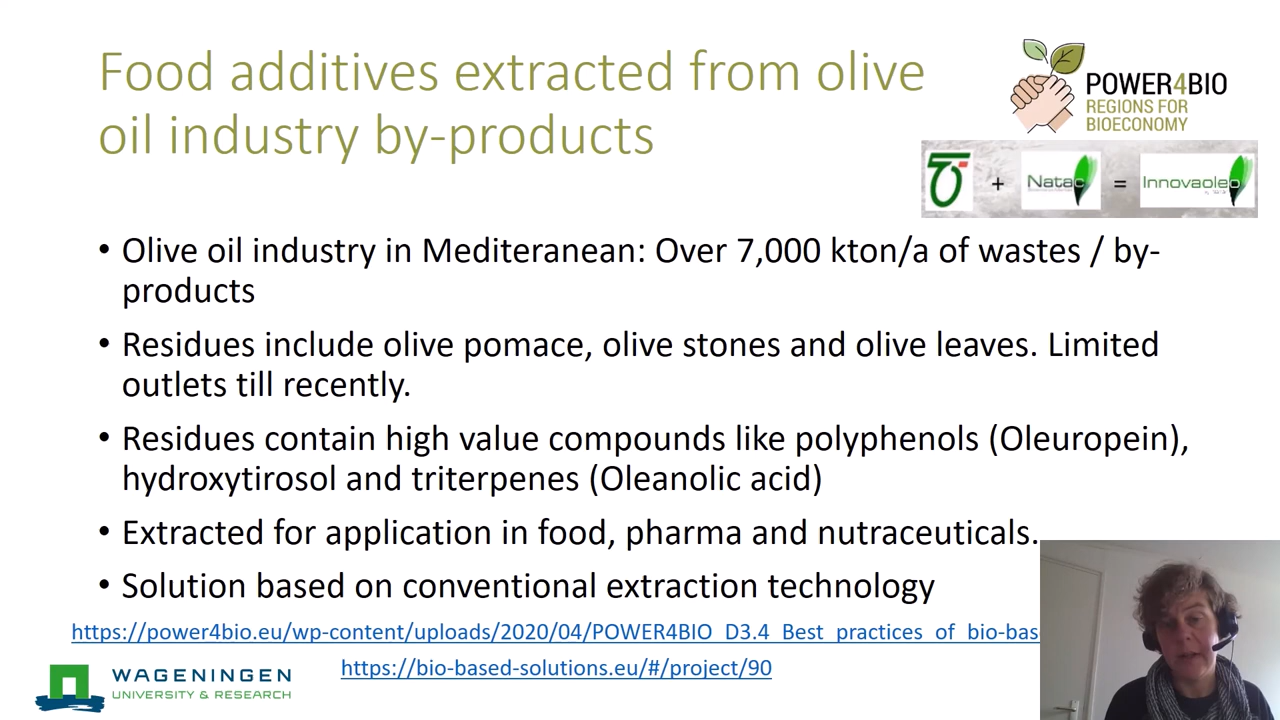 Food additives extracted from olive
oil industry by-products
POWER4BIO
REGIONS FOR
BIOECONOMY
+ Natac = Innovaoleo
• Olive oil industry in Mediteranean: Over 7,000 kton/a of wastes / by-
products
• Residues include olive pomace, olive stones and olive leaves. Limited
outlets till recently.
• Residues contain high value compounds like polyphenols (Oleuropein),
hydroxytirosol and triterpenes (Oleanolic acid)
• Extracted for application in food, pharma and nutraceuticals.
• Solution based on conventional extraction technology
https://power4bio.eu/wp-content/uploads/2020/04/POWER4BIO_D3.4_Best_practices_of_bio-bas
https://bio-based-solutions.eu/#/project/90
WAGENINGEN
UNIVERSITY & RESEARCH